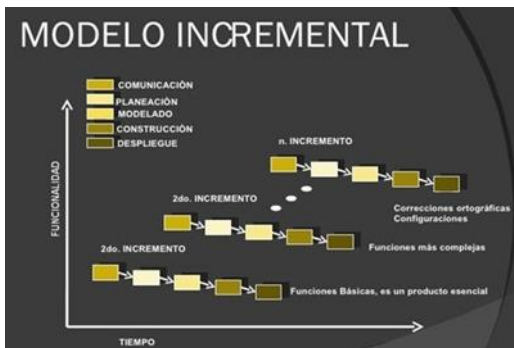 MODELO INCREMENTAL
COMUNICACIÓN
PLANEACIÓN
MODELADO
CONSTRUCCIÓN
DESPLIEGUE
n. INCREMENTO
Correcciones ortográficas
Configuraciones
2do. INCREMENTO
Funciones más complejas
2do. INCREMENTO
Funciones Básicas, es un producto esencial
FUNCIONALIDAD
TIEMPO